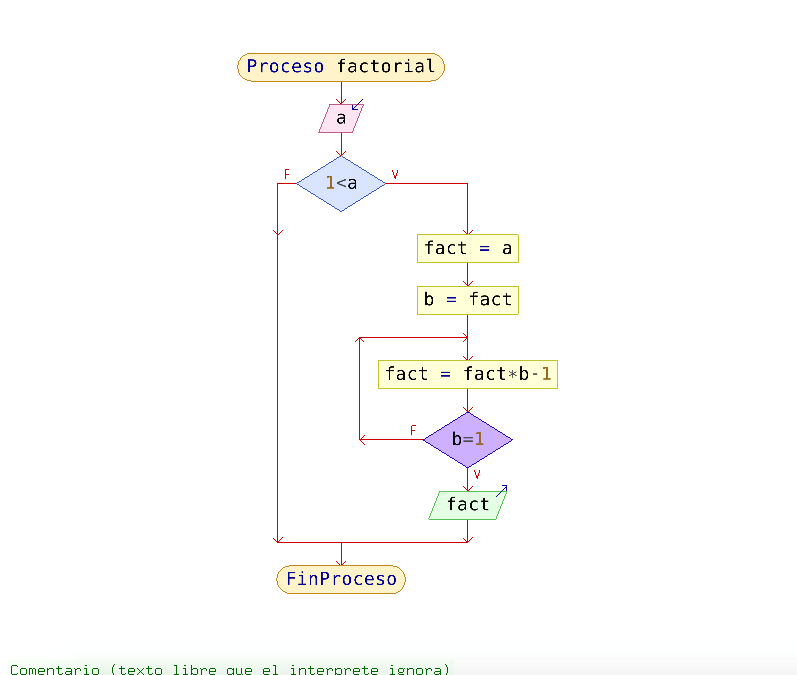 Proceso factorial
a
F
V
1<a
fact = a
b = fact
fact = fact*b-1
F
b=1
V
fact
FinProceso
Comentario (texto libre que el interprete ignora)